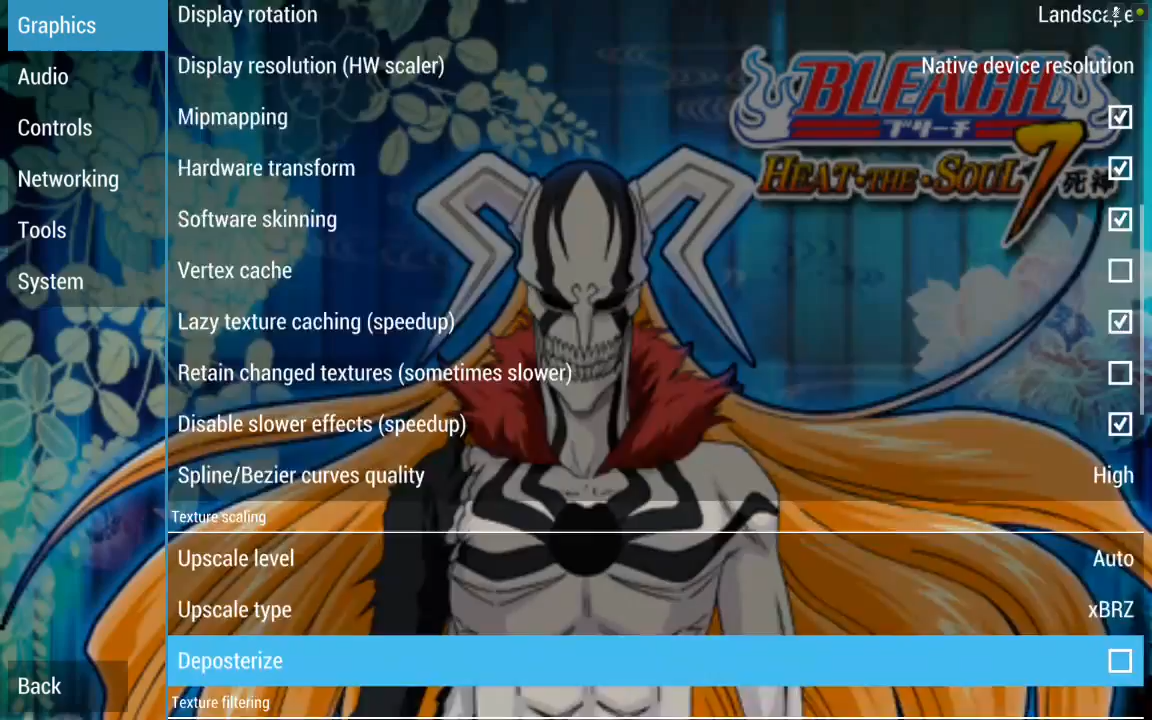 Graphics
Audio
Controls
Networking
Tools
System
Back
Display rotation
Landscape
Display resolution (HW scaler)
Native device resolution
Mipmapping
Hardware transform
Software skinning
Vertex cache
Lazy texture caching (speedup)
Retain changed textures (sometimes slower)
Disable slower effects (speedup)
Spline/Bezier curves quality
High
Texture scaling
Upscale level
Auto
Upscale type
xBRZ
Deposterize
Texture filtering
BLEACH
ブリーチ
HEAT・THE・SOUL 7
死神